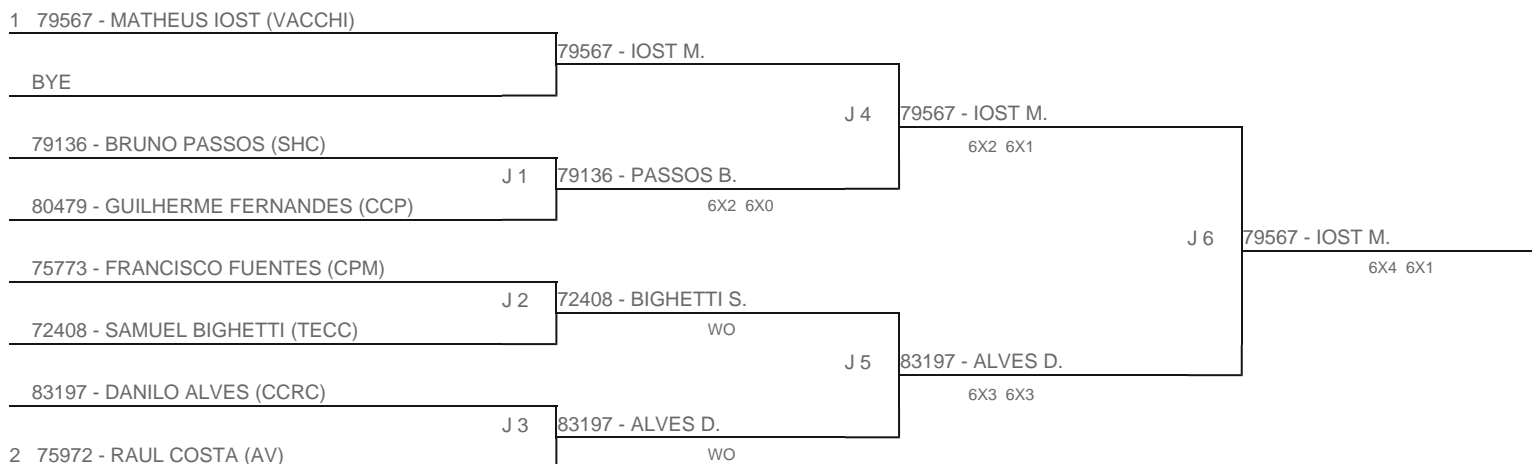 1 79567 - MATHEUS IOST (VACCHI)
79567 - IOST M.
BYE
J 4 79567 - IOST M.
79136 - BRUNO PASSOS (SHC)
6X2 6X1
J 1 79136 - PASSOS B.
80479 - GUILHERME FERNANDES (CCP)
6X2 6X0
J 6 79567 - IOST M.
75773 - FRANCISCO FUENTES (CPM)
6X4 6X1
J 2 72408 - BIGHETTI S.
72408 - SAMUEL BIGHETTI (TECC)
WO
J 5 83197 - ALVES D.
83197 - DANILO ALVES (CCRC)
6X3 6X3
J 3 83197 - ALVES D.
2 75972 - RAUL COSTA (AV)
WO